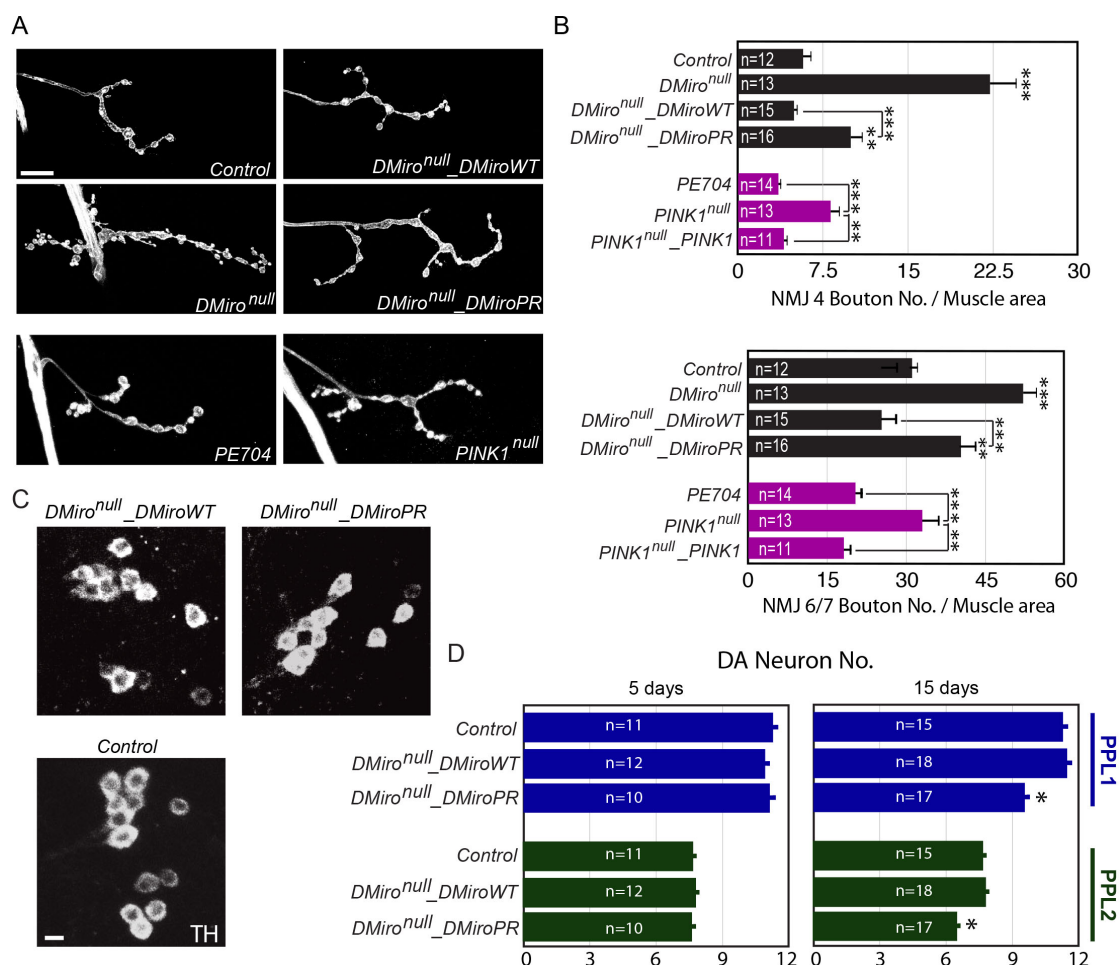 A
Control
DMiro^null_DMiroWT
DMiro^null
DMiro^null_DMiroPR
PE704
PINK1^null
B
Control n=12
DMiro^null n=13 ***
DMiro^null_DMiroWT n=15
DMiro^null_DMiroPR n=16 ** ***
PE704 n=14
PINK1^null n=13 ***
PINK1^null_PINK1 n=11 **
0 7.5 15 22.5 30
NMJ 4 Bouton No. / Muscle area
Control n=12
DMiro^null n=13 ***
DMiro^null_DMiroWT n=15
DMiro^null_DMiroPR n=16 ** ***
PE704 n=14
PINK1^null n=13 ***
PINK1^null_PINK1 n=11 **
15 30 45 60
NMJ 6/7 Bouton No. / Muscle area
C
DMiro^null_DMiroWT
DMiro^null_DMiroPR
Control
TH
D
DA Neuron No.
5 days 15 days
Control n=11 n=15
DMiro^null_DMiroWT n=12 n=18
DMiro^null_DMiroPR n=10 n=17 *
PPL1
Control n=11 n=15
DMiro^null_DMiroWT n=12 n=18
DMiro^null_DMiroPR n=10 n=17 *
PPL2
0 3 6 9 12 0 3 6 9 12